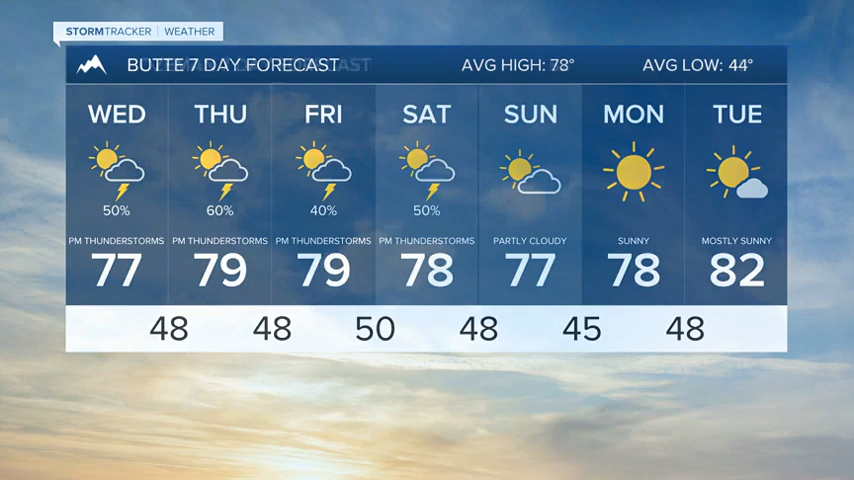 STORMTRACKER | WEATHER
BUTTE 7 DAY FORECAST AVG HIGH: 78° AVG LOW: 44°
WED THU FRI SAT SUN MON TUE
50% 60% 40% 50%
PM THUNDERSTORMS PM THUNDERSTORMS PM THUNDERSTORMS PM THUNDERSTORMS PARTLY CLOUDY SUNNY MOSTLY SUNNY
77 79 79 78 77 78 82
48 48 50 48 45 48